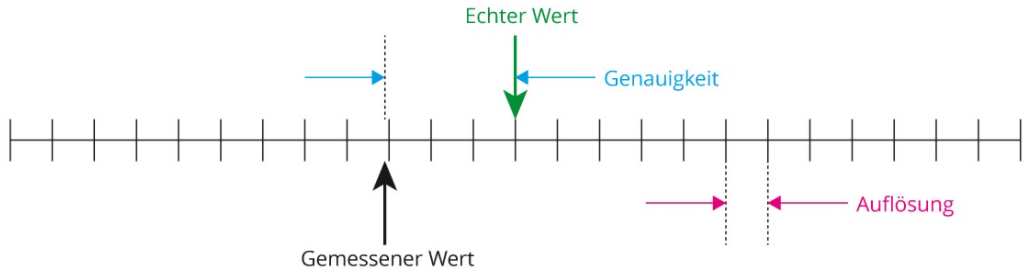 Echter Wert
Genauigkeit
Auflösung
Gemessener Wert